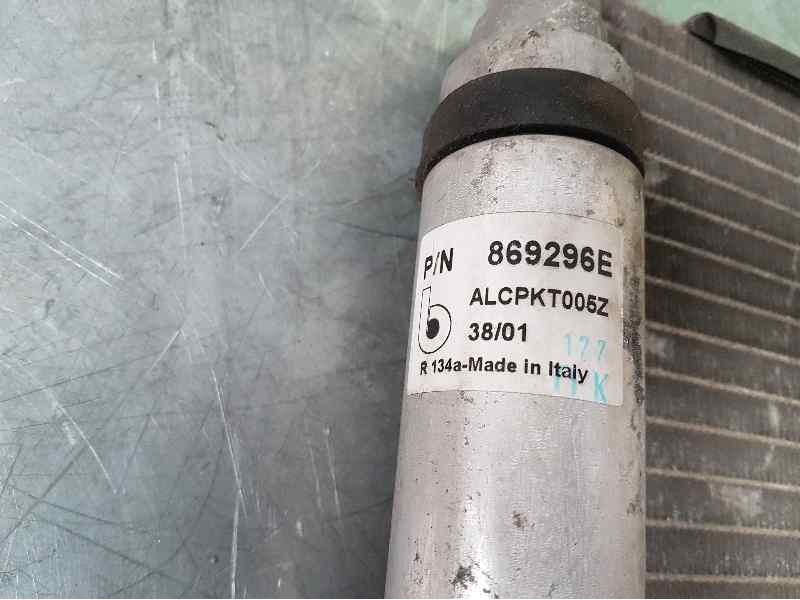 P/N 869296E
ALCPKT005Z
b 38/01
R 134a-Made in Italy